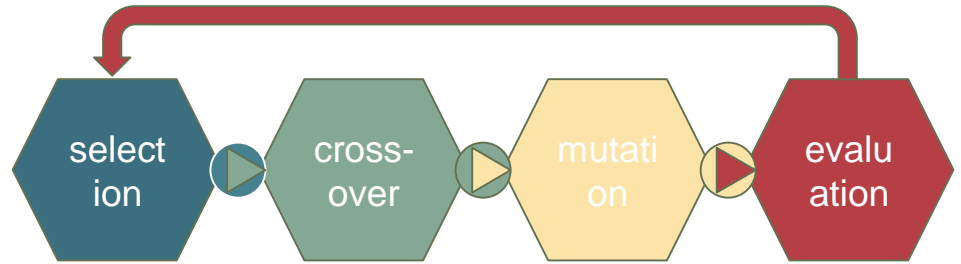 select
ion
cross-
over
mutati
on
evalu
ation